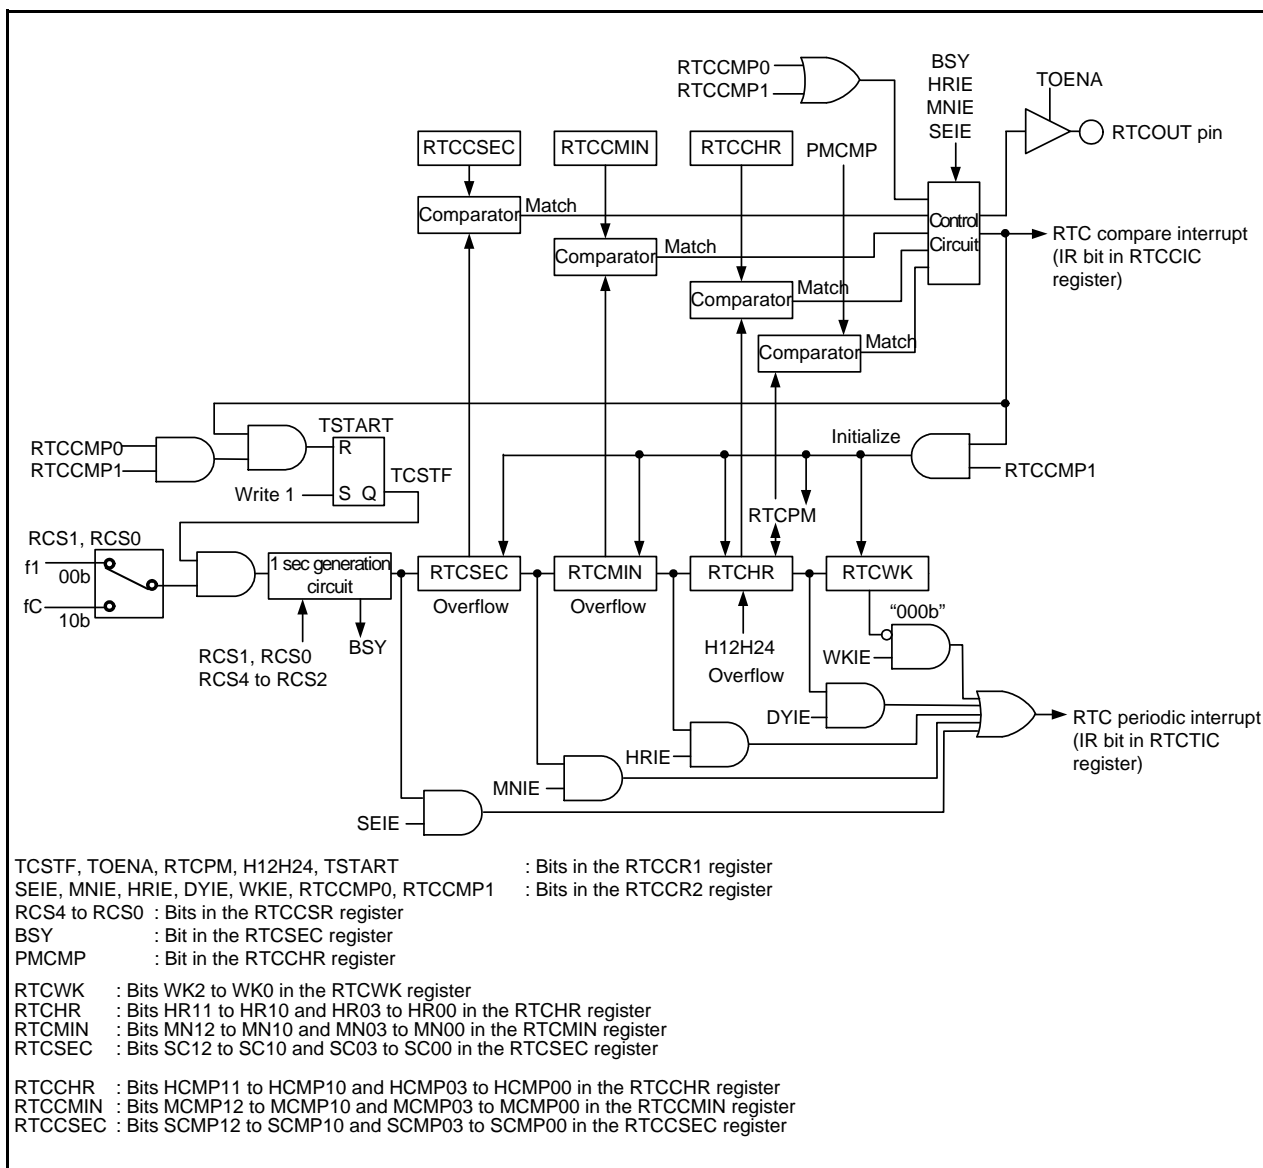 RTCCMP0
RTCCMP1
BSY
HRIE
MNIE
SEIE
TOENA
RTCOUT pin
RTCCSEC
RTCCMIN
RTCCHR
PMCMP
Comparator
Match
Control
Circuit
RTC compare interrupt
(IR bit in RTCCIC
register)
Comparator
Match
Comparator
Match
Comparator
Match
RTCCMP0
RTCCMP1
TSTART
R
S Q
Write 1
TCSTF
Initialize
RTCCMP1
RTCPM
RCS1, RCS0
f1
00b
fC
10b
1 sec generation
circuit
RTCSEC
RTCMIN
RTCHR
RTCWK
Overflow
Overflow
BSY
RCS1, RCS0
RCS4 to RCS2
H12H24
Overflow
“000b”
WKIE
DYIE
HRIE
MNIE
SEIE
RTC periodic interrupt
(IR bit in RTCTIC
register)
TCSTF, TOENA, RTCPM, H12H24, TSTART : Bits in the RTCCR1 register
SEIE, MNIE, HRIE, DYIE, WKIE, RTCCMP0, RTCCMP1 : Bits in the RTCCR2 register
RCS4 to RCS0 : Bits in the RTCCSR register
BSY : Bit in the RTCSEC register
PMCMP : Bit in the RTCCHR register
RTCWK : Bits WK2 to WK0 in the RTCWK register
RTCHR : Bits HR11 to HR10 and HR03 to HR00 in the RTCHR register
RTCMIN : Bits MN12 to MN10 and MN03 to MN00 in the RTCMIN register
RTCSEC : Bits SC12 to SC10 and SC03 to SC00 in the RTCSEC register
RTCCHR : Bits HCMP11 to HCMP10 and HCMP03 to HCMP00 in the RTCCHR register
RTCCMIN : Bits MCMP12 to MCMP10 and MCMP03 to MCMP00 in the RTCCMIN register
RTCCSEC : Bits SCMP12 to SCMP10 and SCMP03 to SCMP00 in the RTCCSEC register